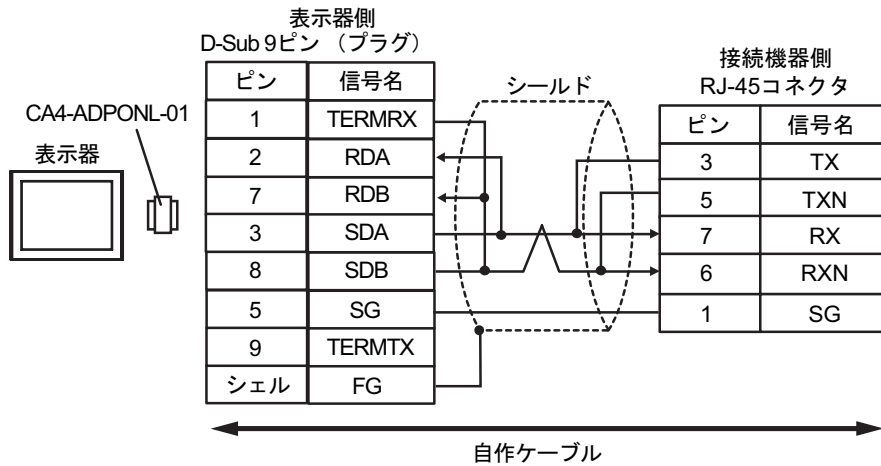 表示器側
D-Sub 9ピン （プラグ）
ピン 信号名
1 TERMRX
2 RDA
7 RDB
3 SDA
8 SDB
5 SG
9 TERMTX
シェル FG
CA4-ADPONL-01
表示器
シールド
接続機器側
RJ-45コネクタ
ピン 信号名
3 TX
5 TXN
7 RX
6 RXN
1 SG
自作ケーブル